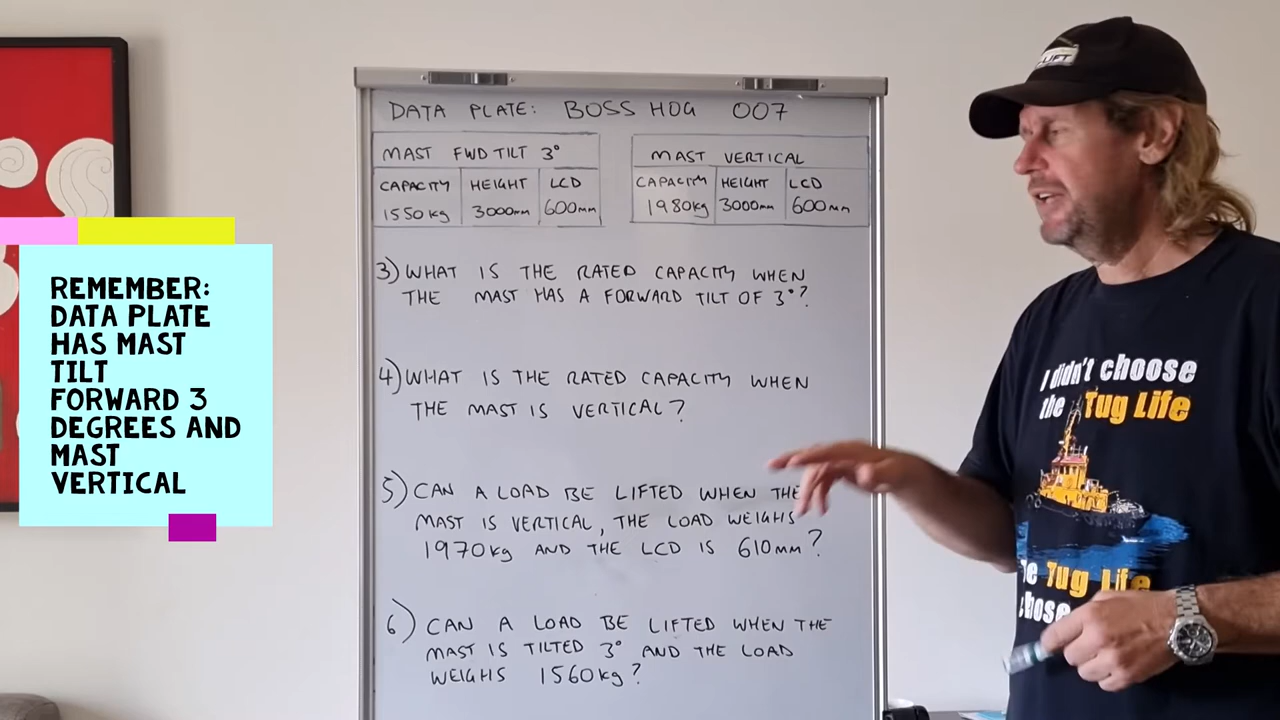 DATA PLATE: BOSS HOG 007
MAST FWD TILT 3°
CAPACITY HEIGHT LCD
1550kg 3000mm 600mm
MAST VERTICAL
CAPACITY HEIGHT LCD
1980kg 3000mm 600mm
3) WHAT IS THE RATED CAPACITY WHEN
THE MAST HAS A FORWARD TILT OF 3°?
4) WHAT IS THE RATED CAPACITY WHEN
THE MAST IS VERTICAL?
5) CAN A LOAD BE LIFTED WHEN THE
MAST IS VERTICAL, THE LOAD WEIGHS
1970kg AND THE LCD IS 610mm?
6) CAN A LOAD BE LIFTED WHEN THE
MAST IS TILTED 3° AND THE LOAD
WEIGHS 1560kg?
REMEMBER:
DATA PLATE
HAS MAST
TILT
FORWARD 3
DEGREES AND
MAST
VERTICAL
I didn't choose
the Tug Life
Tug Life